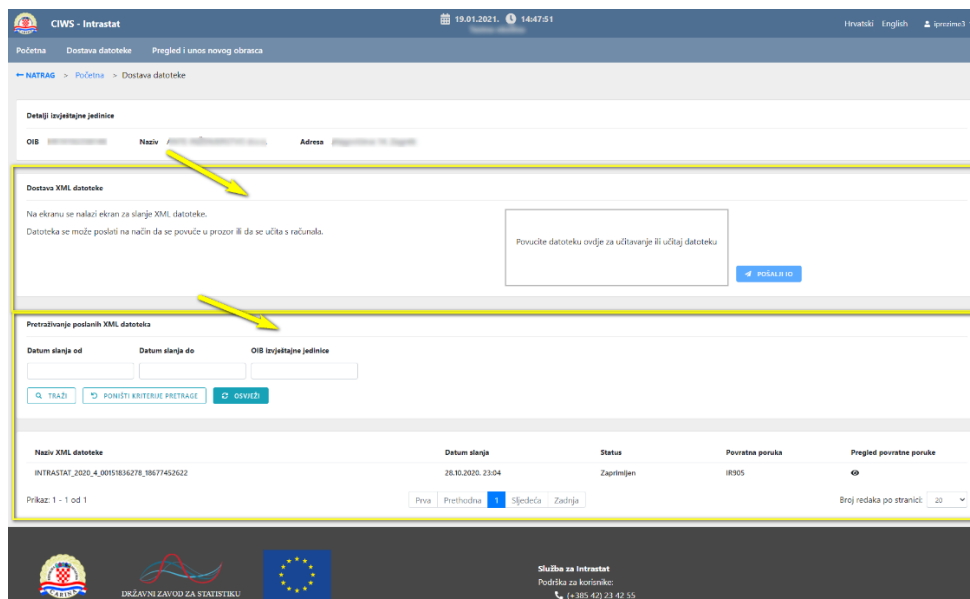 CIWS - Intrastat
19.01.2021. 14:47:51
Hrvatski English iprezime3
Početna Dostava datoteke Pregled i unos novog obrasca
NATRAG > Početna > Dostava datoteke
Detalji izvještajne jedinice
OIB Naziv Adresa
Dostava XML datoteke
Na ekranu se nalazi ekran za slanje XML datoteke.
Datoteka se može poslati na način da se povuče u prozor ili da se učita s računala.
Povucite datoteku ovdje za učitavanje ili učitaj datoteku
POŠALJI IO
Pretraživanje poslanih XML datoteka
Datum slanja od Datum slanja do OIB izvještajne jedinice
TRAŽI PONIŠTI KRITERIJE PRETRAGE OSVJEŽI
Naziv XML datoteke Datum slanja Status Povratna poruka Pregled povratne poruke
INTRASTAT_2020_4_00151836278_18677452622 28.10.2020. 23:04 Zaprimljen IR905
Prikaz: 1 - 1 od 1 Prva Prethodna 1 Sljedeća Zadnja Broj redaka po stranici: 20
CARINA
DRŽAVNI ZAVOD ZA STATISTIKU
Služba za Intrastat
Podrška za korisnike:
(+385 42) 23 42 55